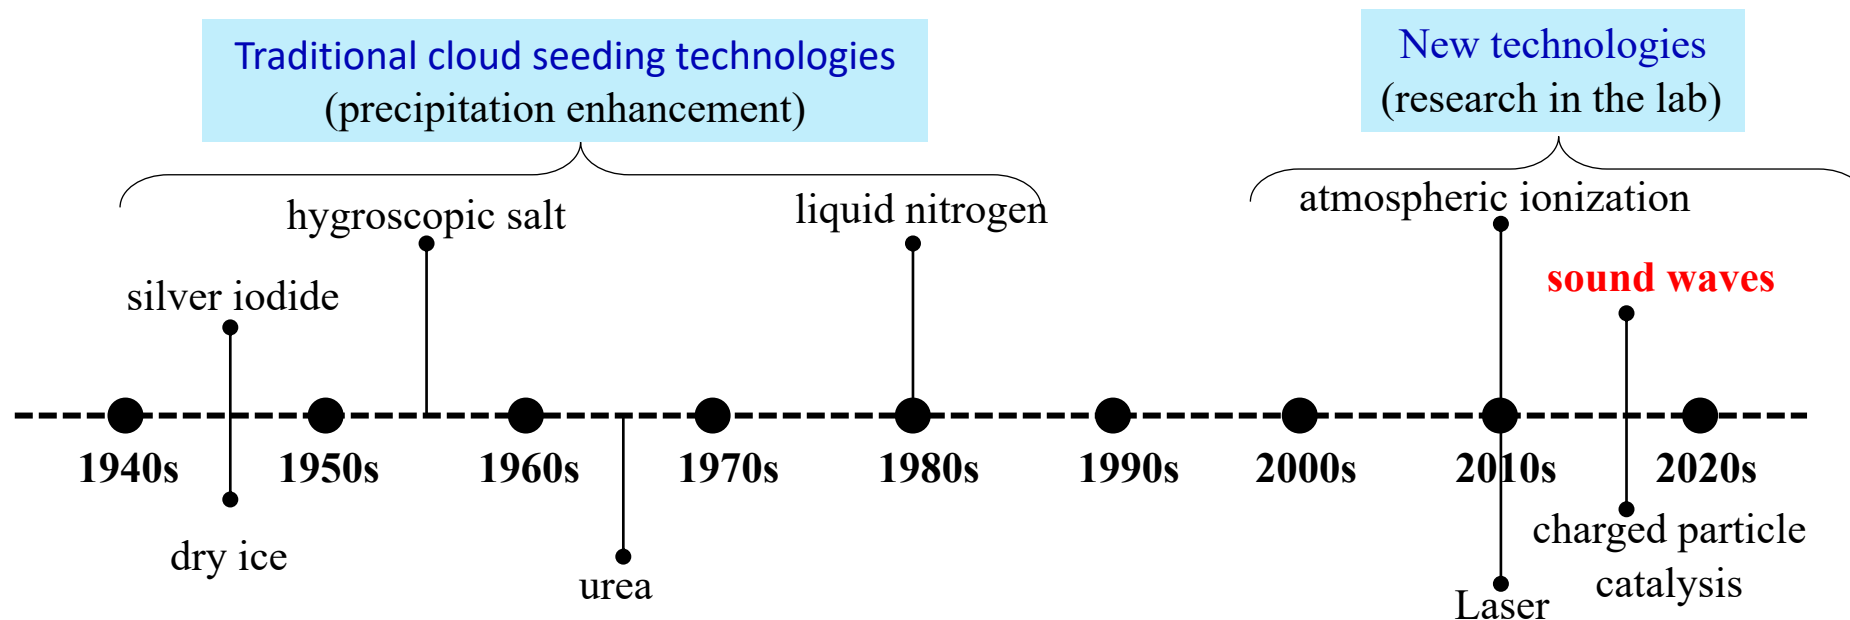 Traditional cloud seeding technologies
(precipitation enhancement)
New technologies
(research in the lab)
hygroscopic salt
liquid nitrogen
atmospheric ionization
silver iodide
sound waves
1940s
1950s
1960s
1970s
1980s
1990s
2000s
2010s
2020s
dry ice
urea
Laser
charged particle
catalysis